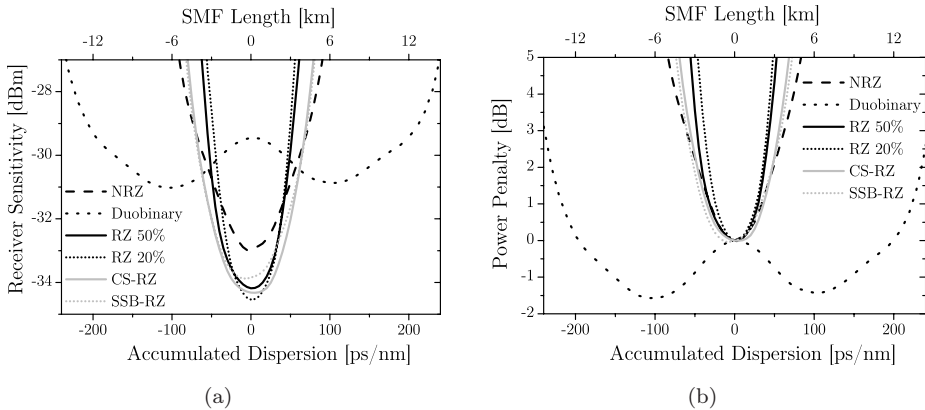 SMF Length [km]
-12 -6 0 6 12
Receiver Sensitivity [dBm]
-28
-30
-32
-34
NRZ
Duobinary
RZ 50%
RZ 20%
CS-RZ
SSB-RZ
-200 -100 0 100 200
Accumulated Dispersion [ps/nm]
(a)
SMF Length [km]
-12 -6 0 6 12
Power Penalty [dB]
5
4
3
2
1
0
-1
-2
NRZ
Duobinary
RZ 50%
RZ 20%
CS-RZ
SSB-RZ
-200 -100 0 100 200
Accumulated Dispersion [ps/nm]
(b)